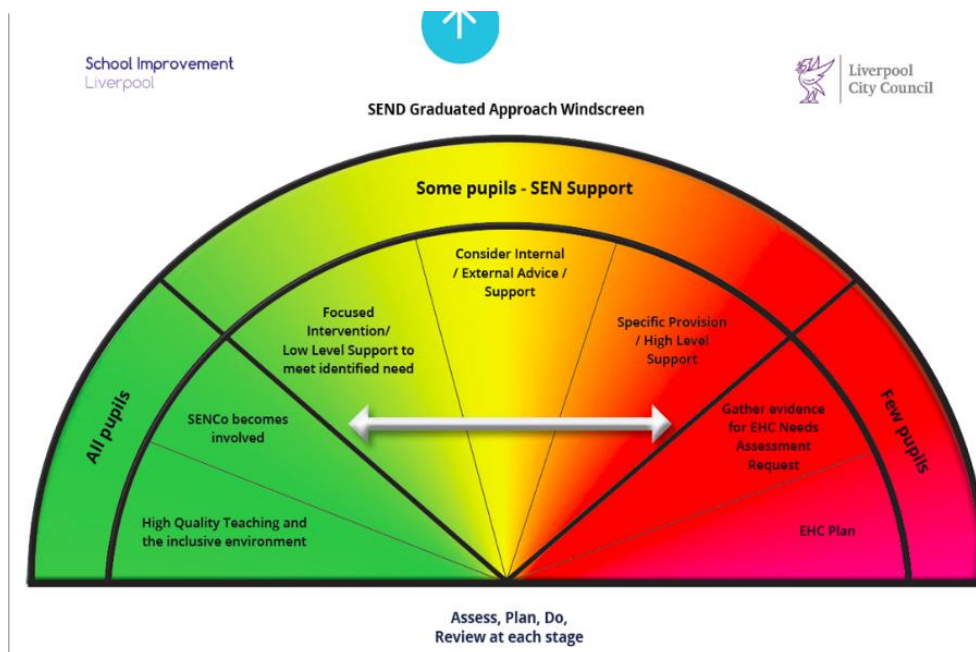 School Improvement
Liverpool
Liverpool
City Council
SEND Graduated Approach Windscreen
Some pupils - SEN Support
All pupils
Few pupils
High Quality Teaching and
the inclusive environment
SENCo becomes
involved
Focused
Intervention/
Low Level Support to
meet identified need
Consider Internal
/ External Advice /
Support
Specific Provision
/ High Level
Support
Gather evidence
for EHC Needs
Assessment
Request
EHC Plan
Assess, Plan, Do,
Review at each stage